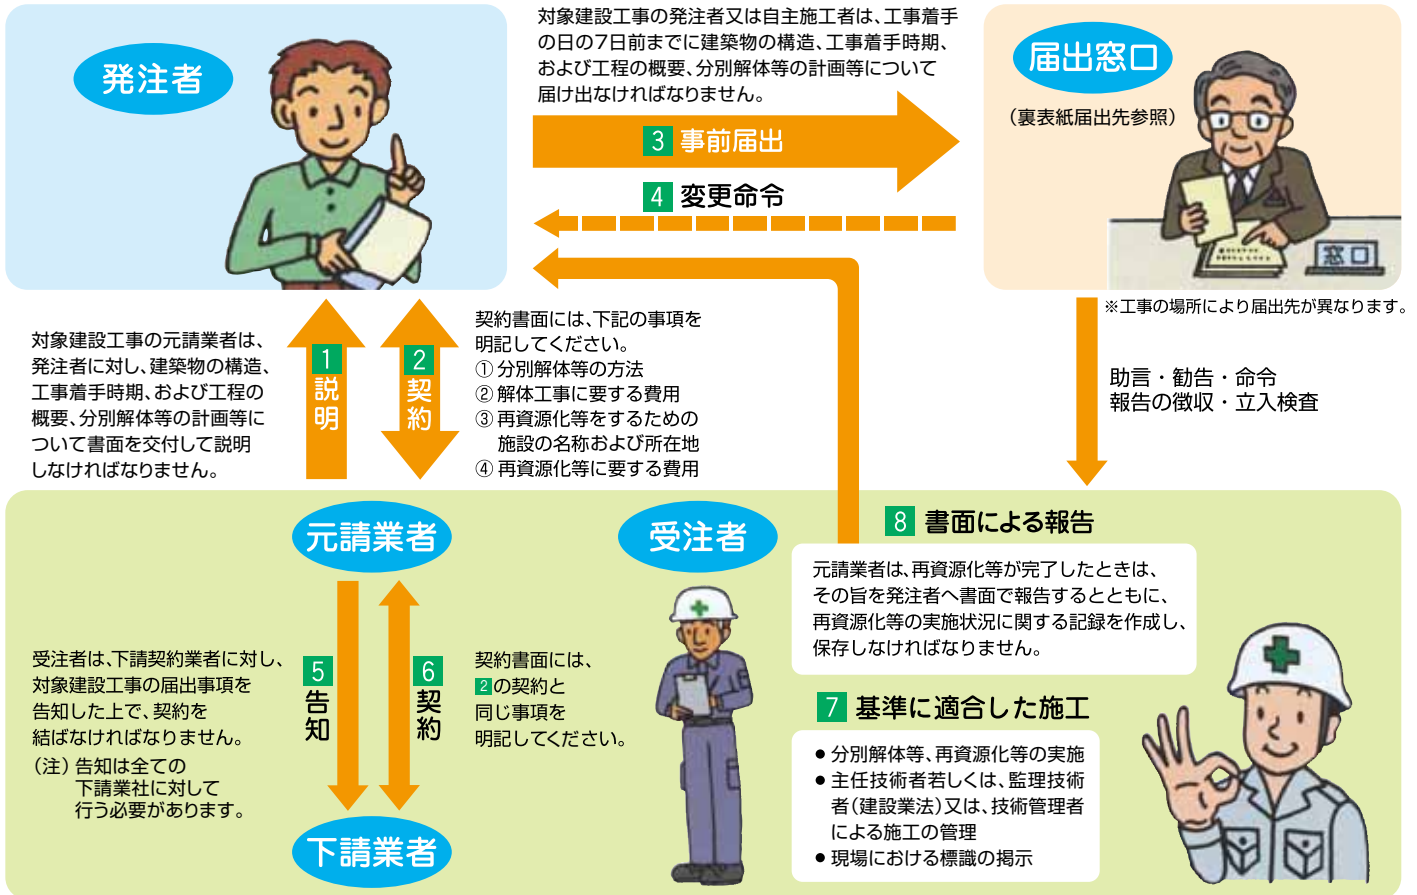 発注者
対象建設工事の発注者又は自主施工者は、工事着手
の日の7日前までに建築物の構造、工事着手時期、
および工程の概要、分別解体等の計画等について
届け出なければなりません。
3 事前届出
4 変更命令
届出窓口
(裏表紙届出先参照)
窓口
※工事の場所により届出先が異なります。
対象建設工事の元請業者は、
発注者に対し、建築物の構造、
工事着手時期、および工程の
概要、分別解体等の計画等に
ついて書面を交付して説明
しなければなりません。
1 説明
2 契約
契約書面には、下記の事項を
明記してください。
① 分別解体等の方法
② 解体工事に要する費用
③ 再資源化等をするための
施設の名称および所在地
④ 再資源化等に要する費用
助言・勧告・命令
報告の徴収・立入検査
元請業者
受注者
8 書面による報告
元請業者は、再資源化等が完了したときは、
その旨を発注者へ書面で報告するとともに、
再資源化等の実施状況に関する記録を作成し、
保存しなければなりません。
受注者は、下請契約業者に対し、
対象建設工事の届出事項を
告知した上で、契約を
結ばなければなりません。
(注) 告知は全ての
下請業社に対して
行う必要があります。
5 告知
6 契約
契約書面には、
2の契約と
同じ事項を
明記してください。
7 基準に適合した施工
● 分別解体等、再資源化等の実施
● 主任技術者若しくは、監理技術
者(建設業法)又は、技術管理者
による施工の管理
● 現場における標識の掲示
下請業者